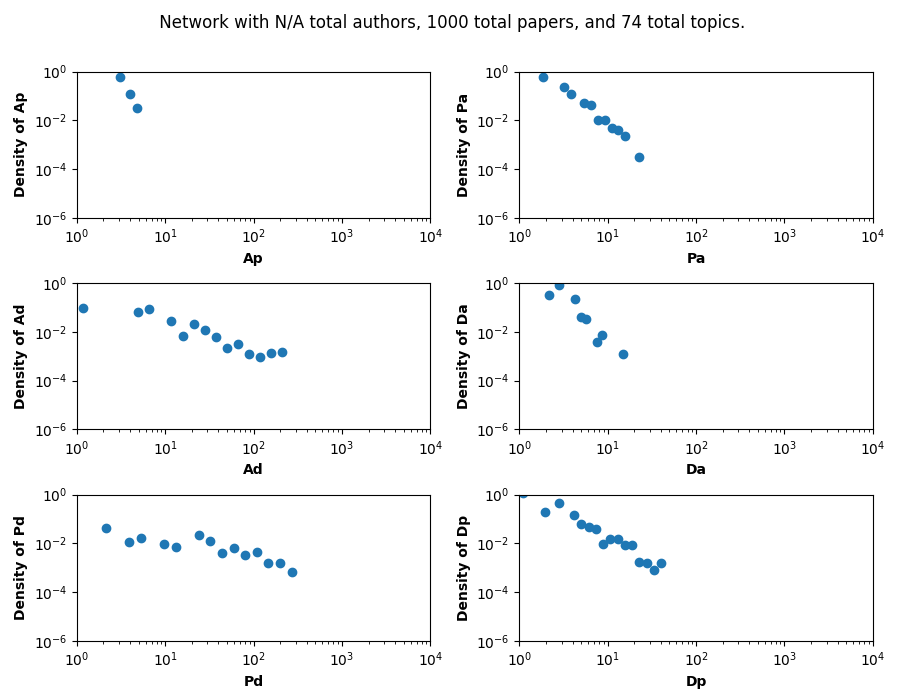 Network with N/A total authors, 1000 total papers, and 74 total topics.
10^0
10^-2
10^-4
10^-6
Density of Ap
10^0 10^1 10^2 10^3 10^4
Ap
10^0
10^-2
10^-4
10^-6
Density of Pa
10^0 10^1 10^2 10^3 10^4
Pa
10^0
10^-2
10^-4
10^-6
Density of Ad
10^0 10^1 10^2 10^3 10^4
Ad
10^0
10^-2
10^-4
10^-6
Density of Da
10^0 10^1 10^2 10^3 10^4
Da
10^0
10^-2
10^-4
10^-6
Density of Pd
10^0 10^1 10^2 10^3 10^4
Pd
10^0
10^-2
10^-4
10^-6
Density of Dp
10^0 10^1 10^2 10^3 10^4
Dp